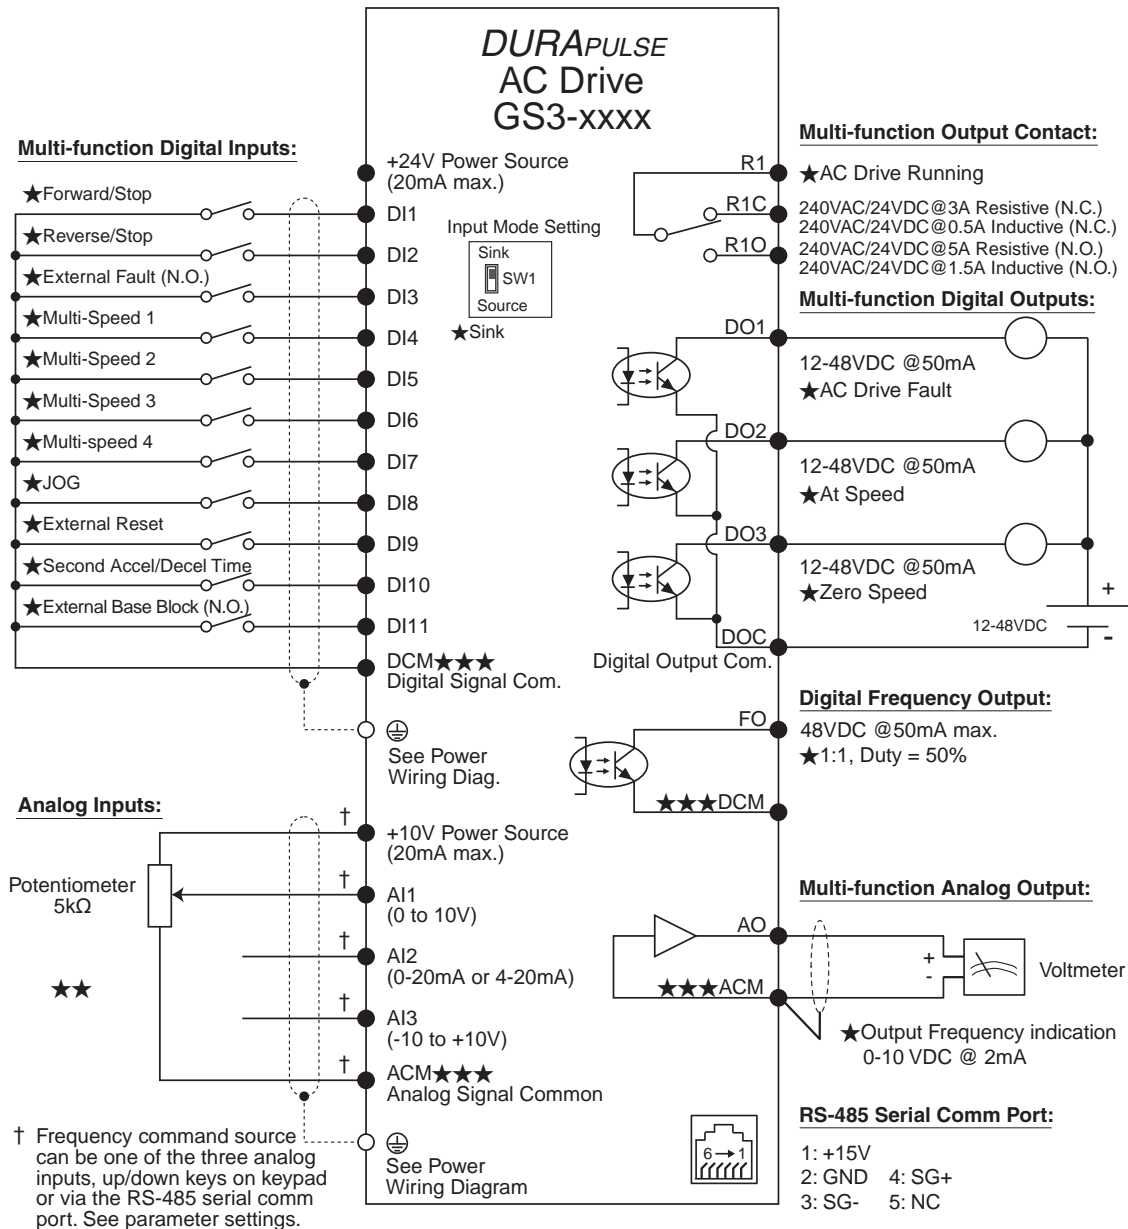 DURAPULSE
AC Drive
GS3-xxxx
Multi-function Digital Inputs:
★Forward/Stop
★Reverse/Stop
★External Fault (N.O.)
★Multi-Speed 1
★Multi-Speed 2
★Multi-Speed 3
★Multi-speed 4
★JOG
★External Reset
★Second Accel/Decel Time
★External Base Block (N.O.)
+24V Power Source
(20mA max.)
DI1
DI2
DI3
DI4
DI5
DI6
DI7
DI8
DI9
DI10
DI11
DCM★★★
Digital Signal Com.
See Power
Wiring Diag.
Input Mode Setting
Sink
SW1
Source
★Sink
R1
R1C
R1O
Multi-function Output Contact:
★AC Drive Running
240VAC/24VDC@3A Resistive (N.C.)
240VAC/24VDC@0.5A Inductive (N.C.)
240VAC/24VDC@5A Resistive (N.O.)
240VAC/24VDC@1.5A Inductive (N.O.)
Multi-function Digital Outputs:
DO1
12-48VDC @50mA
★AC Drive Fault
DO2
12-48VDC @50mA
★At Speed
DO3
12-48VDC @50mA
★Zero Speed
+
12-48VDC
-
DOC
Digital Output Com.
Digital Frequency Output:
FO
48VDC @50mA max.
★1:1, Duty = 50%
★★★DCM
Analog Inputs:
Potentiometer
5kΩ
★★
†
+10V Power Source
(20mA max.)
†
AI1
(0 to 10V)
†
AI2
(0-20mA or 4-20mA)
†
AI3
(-10 to +10V)
†
ACM★★★
Analog Signal Common
See Power
Wiring Diagram
† Frequency command source
can be one of the three analog
inputs, up/down keys on keypad
or via the RS-485 serial comm
port. See parameter settings.
Multi-function Analog Output:
AO
★★★ACM
+
-
Voltmeter
★Output Frequency indication
0-10 VDC @ 2mA
6→1
RS-485 Serial Comm Port:
1: +15V
2: GND 4: SG+
3: SG- 5: NC